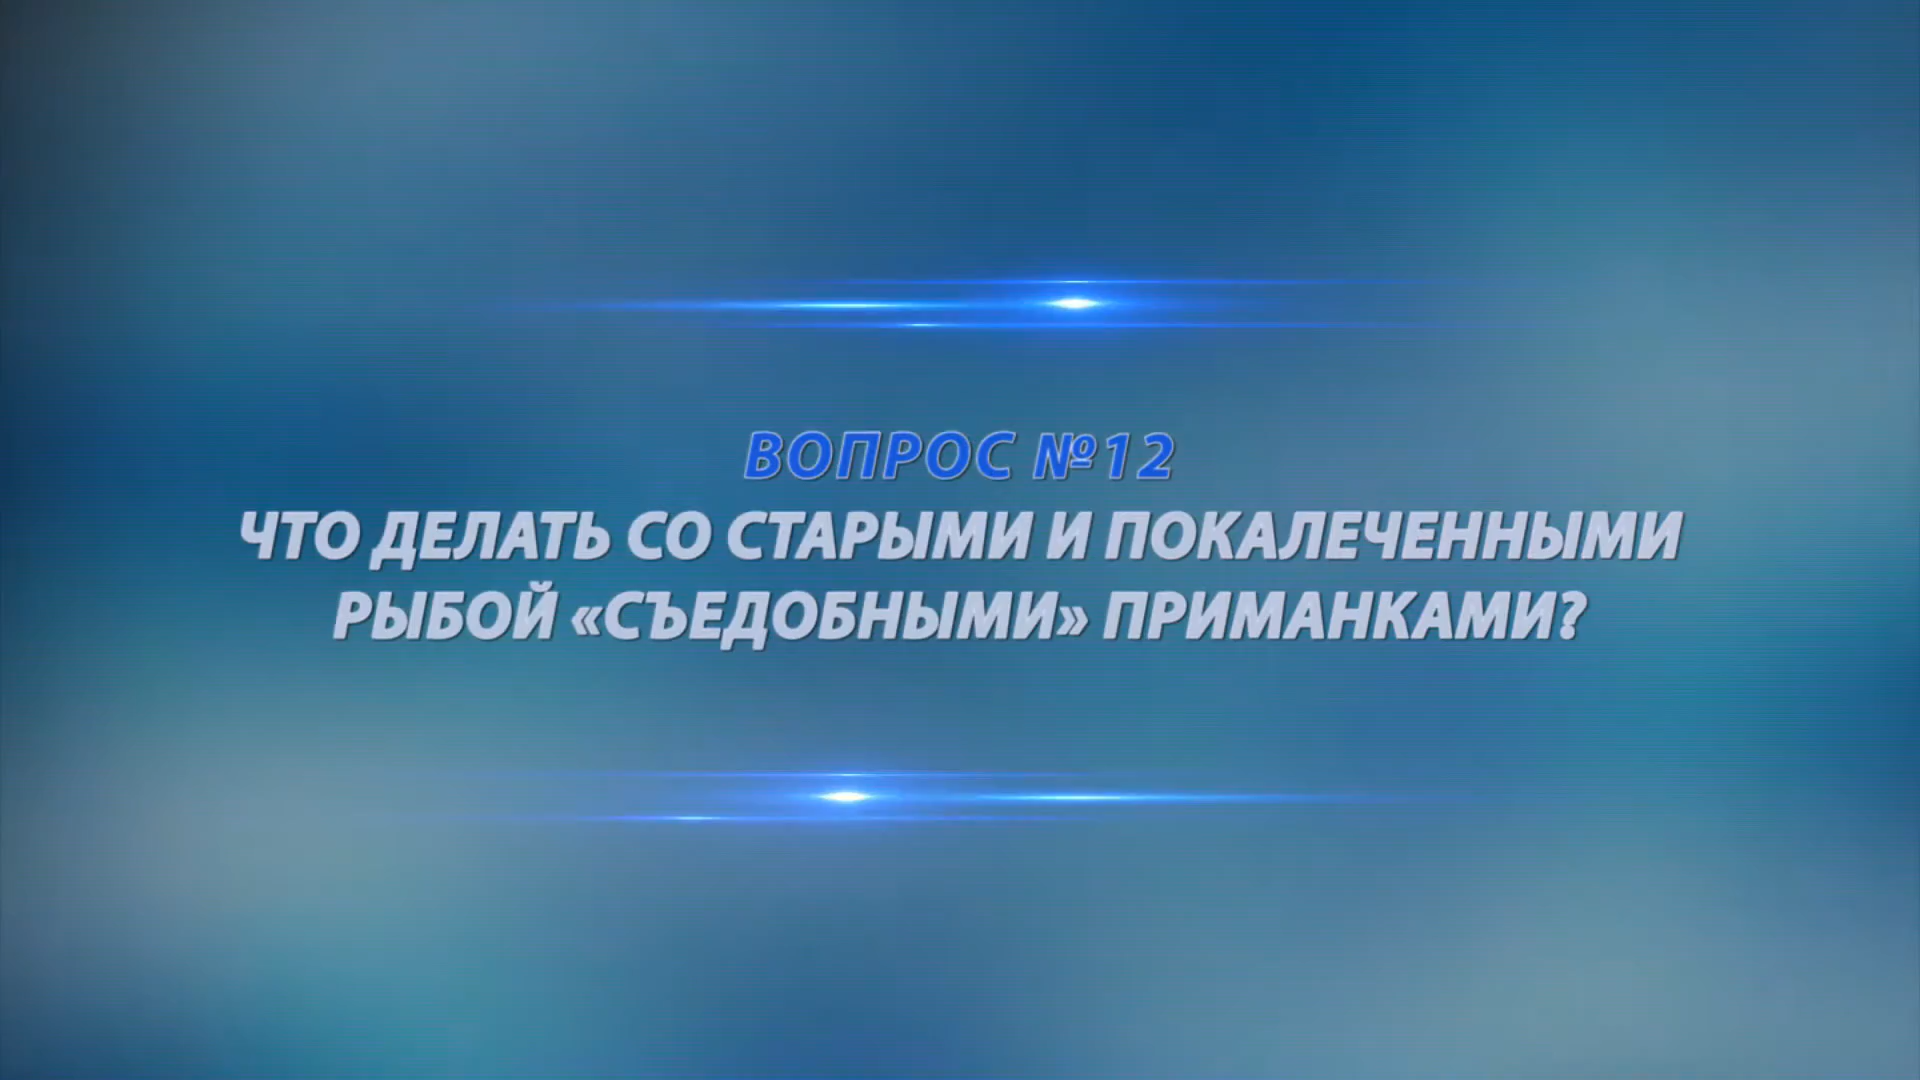 ВОПРОС №12
ЧТО ДЕЛАТЬ СО СТАРЫМИ И ПОКАЛЕЧЕННЫМИ
РЫБОЙ «СЪЕДОБНЫМИ» ПРИМАНКАМИ?